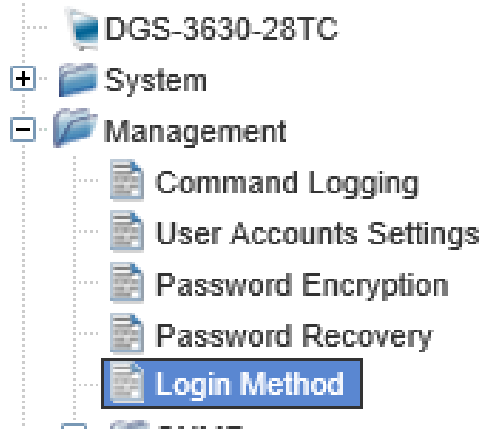 DGS-3630-28TC
System
Management
Command Logging
User Accounts Settings
Password Encryption
Password Recovery
Login Method